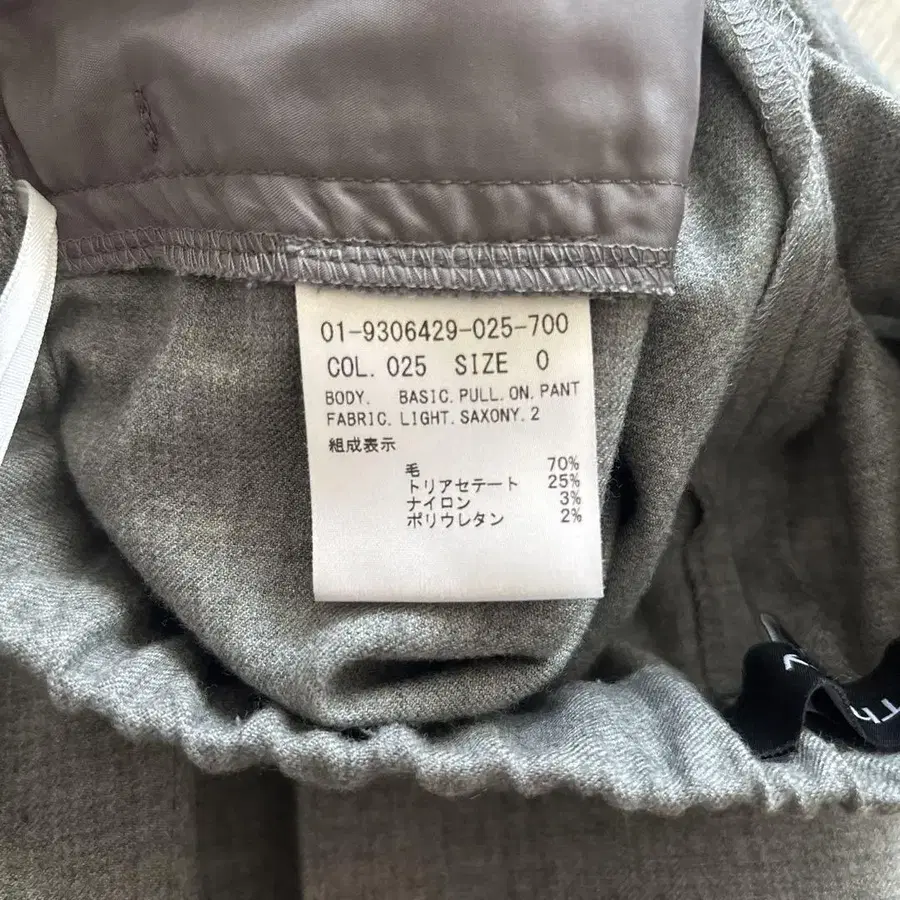 01-9306429-025-700
COL. 025 SIZE 0
BODY. BASIC. PULL. ON. PANT
FABRIC. LIGHT. SAXONY. 2
組成表示
毛 70%
トリアセテート 25%
ナイロン 3%
ポリウレタン 2%